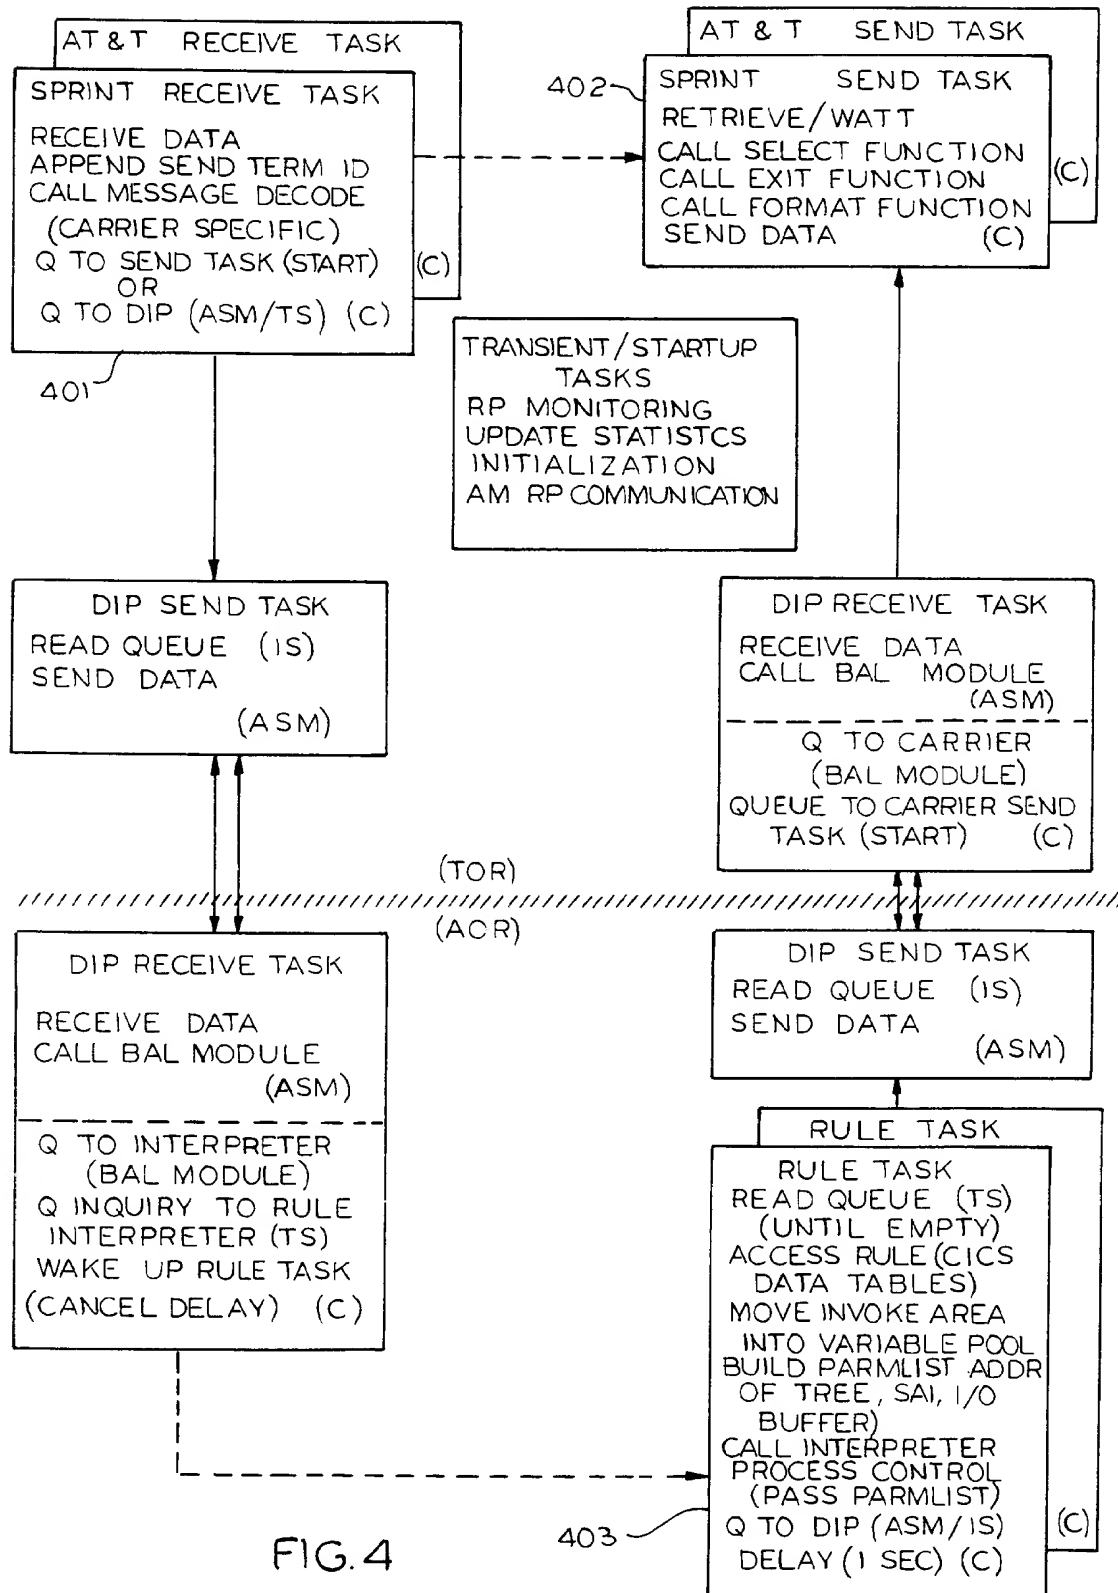 AT & T RECEIVE TASK
SPRINT RECEIVE TASK
RECEIVE DATA
APPEND SEND TERM ID
CALL MESSAGE DECODE
(CARRIER SPECIFIC)
Q TO SEND TASK (START)
OR
Q TO DIP (ASM/TS) (C)
(C)
401
AT & T SEND TASK
402
SPRINT SEND TASK
RETRIEVE/WATT
CALL SELECT FUNCTION
CALL EXIT FUNCTION
CALL FORMAT FUNCTION
SEND DATA (C)
(C)
TRANSIENT/STARTUP
TASKS
RP MONITORING
UPDATE STATISTCS
INITIALIZATION
AM RP COMMUNICATION
DIP SEND TASK
READ QUEUE (IS)
SEND DATA
(ASM)
DIP RECEIVE TASK
RECEIVE DATA
CALL BAL MODULE
(ASM)
Q TO CARRIER
(BAL MODULE)
QUEUE TO CARRIER SEND
TASK (START) (C)
(TOR)
(AOR)
DIP RECEIVE TASK
RECEIVE DATA
CALL BAL MODULE
(ASM)
Q TO INTERPRETER
(BAL MODULE)
Q INQUIRY TO RULE
INTERPRETER (TS)
WAKE UP RULE TASK
(CANCEL DELAY) (C)
DIP SEND TASK
READ QUEUE (IS)
SEND DATA
(ASM)
RULE TASK
RULE TASK
READ QUEUE (TS)
(UNTIL EMPTY)
ACCESS RULE (CICS
DATA TABLES)
MOVE INVOKE AREA
INTO VARIABLE POOL
BUILD PARMLIST ADDR
OF TREE, SAI, I/O
BUFFER)
CALL INTERPRETER
PROCESS CONTROL
(PASS PARMLIST)
Q TO DIP (ASM/IS)
DELAY (1 SEC) (C)
(C)
403
FIG. 4